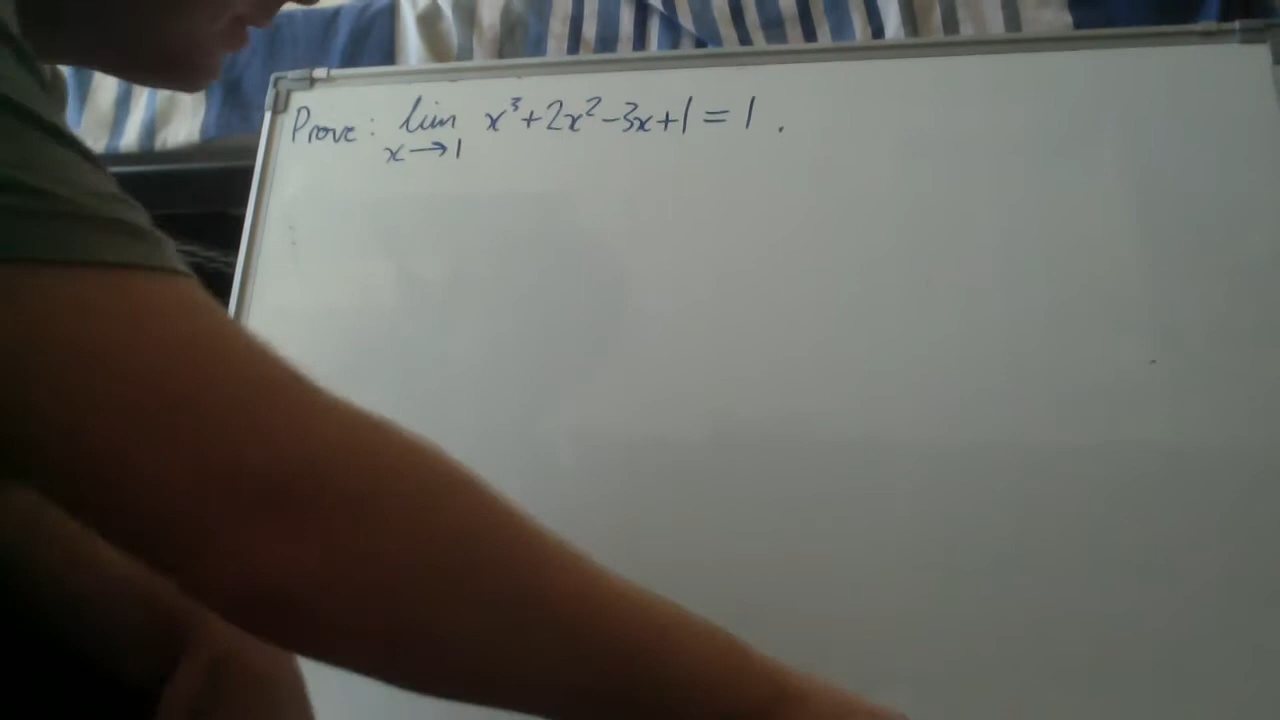 Prove: lim x³+2x²-3x+1 = 1.
x→1